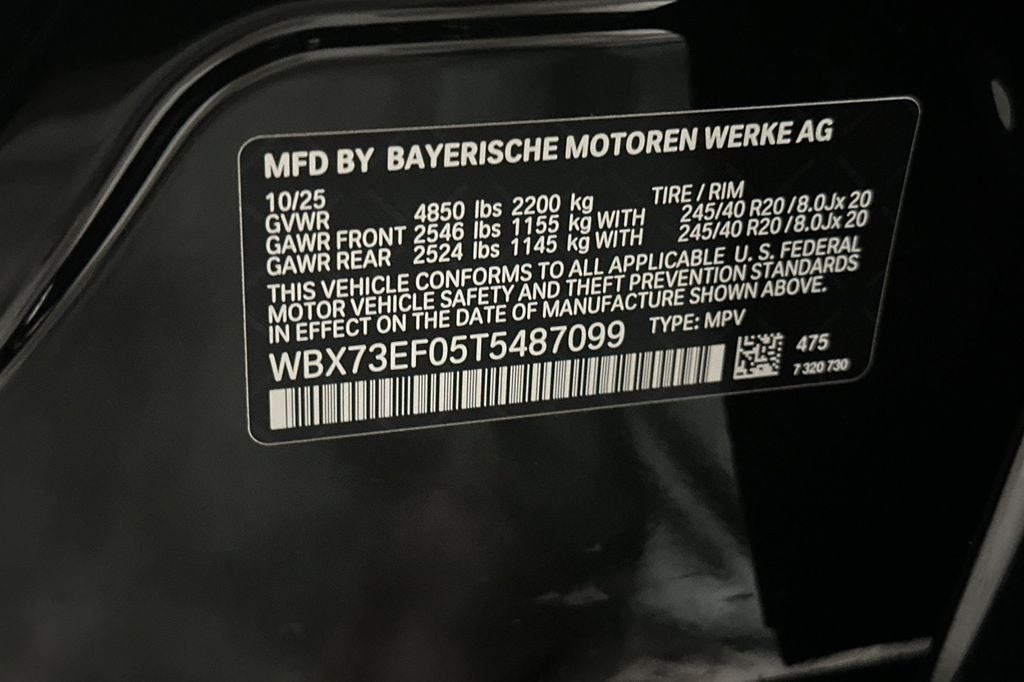 MFD BY BAYERISCHE MOTOREN WERKE AG
10/25 TIRE / RIM
GVWR 4850 lbs 2200 kg
GAWR FRONT 2546 lbs 1155 kg WITH 245/40 R20 /8.0Jx 20
GAWR REAR 2524 lbs 1145 kg WITH 245/40 R20 /8.0Jx 20
THIS VEHICLE CONFORMS TO ALL APPLICABLE U. S. FEDERAL
MOTOR VEHICLE SAFETY AND THEFT PREVENTION STANDARDS
IN EFFECT ON THE DATE OF MANUFACTURE SHOWN ABOVE.
WBX73EF05T5487099 TYPE: MPV
475
7 320 730